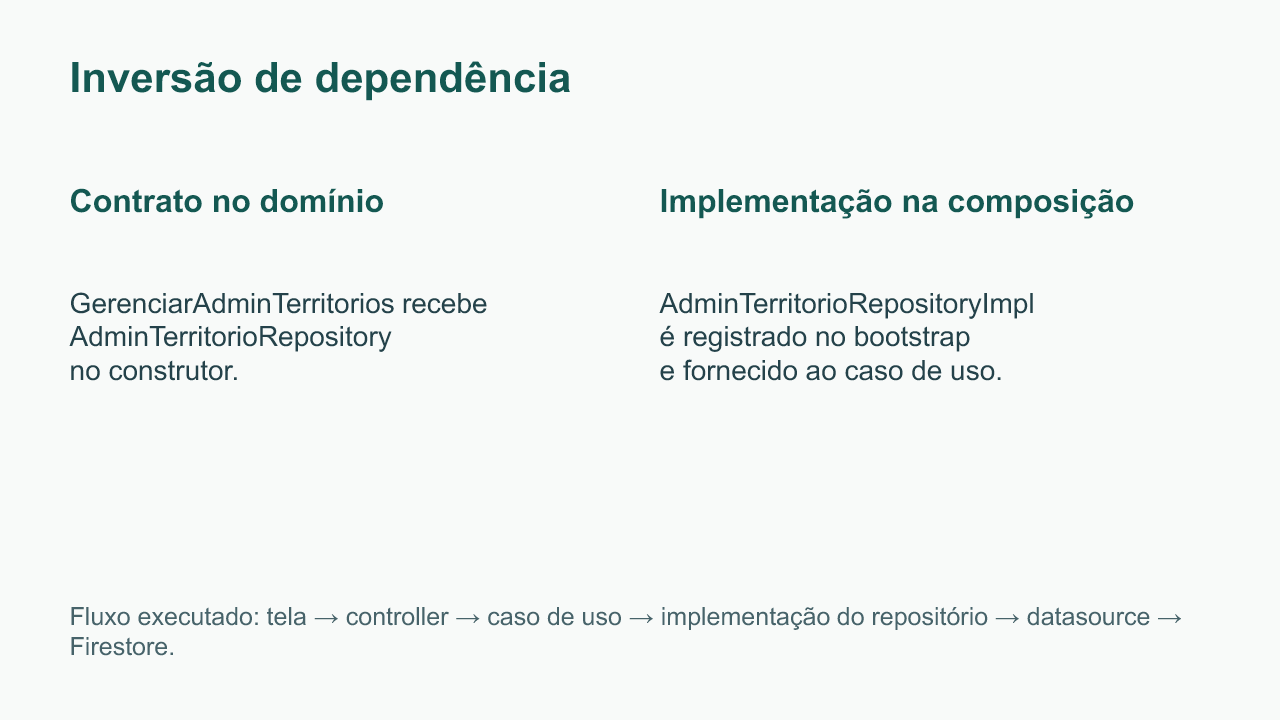 Inversão de dependência
Contrato no domínio
GerenciarAdminTerritorios recebe
AdminTerritorioRepository
no construtor.
Implementação na composição
AdminTerritorioRepositoryImpl
é registrado no bootstrap
e fornecido ao caso de uso.
Fluxo executado: tela → controller → caso de uso → implementação do repositório → datasource →
Firestore.